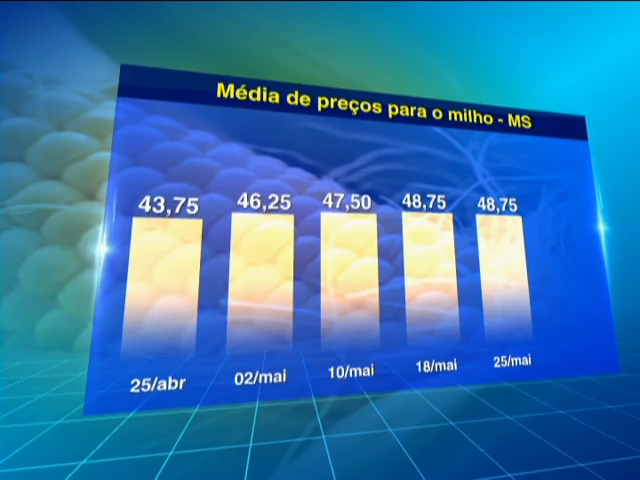 Média de preços para o milho - MS
43,75 46,25 47,50 48,75 48,75
25/abr 02/mai 10/mai 18/mai 25/mai